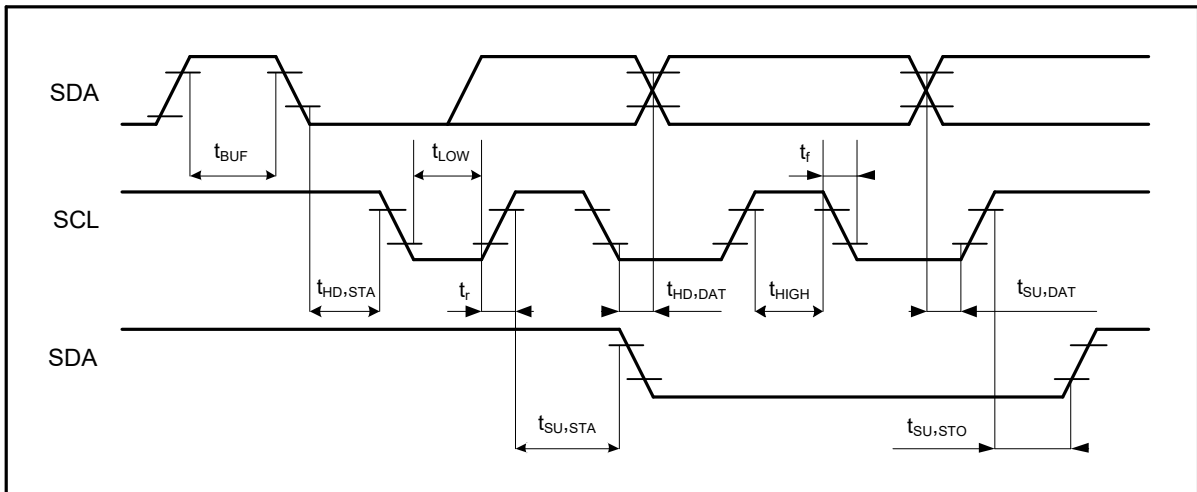 SDA
tBUF
tLOW
tf
SCL
tHD,STA
tr
tHD,DAT
tHIGH
tSU,DAT
SDA
tSU,STA
tSU,STO